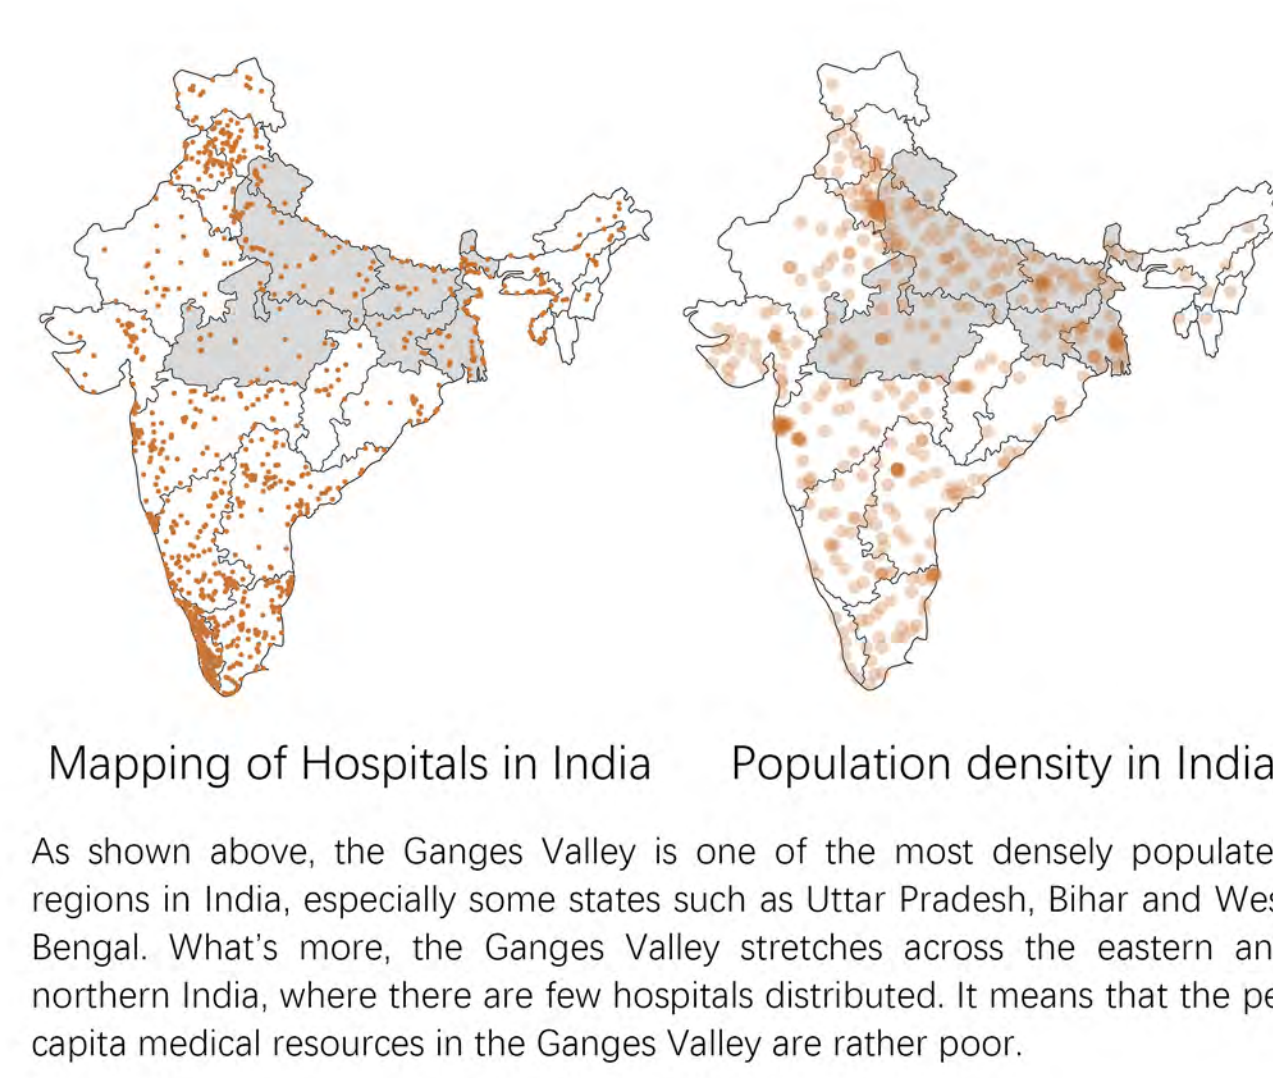 Mapping of Hospitals in India
Population density in India
As shown above, the Ganges Valley is one of the most densely populate
regions in India, especially some states such as Uttar Pradesh, Bihar and Wes
Bengal. What's more, the Ganges Valley stretches across the eastern an
northern India, where there are few hospitals distributed. It means that the pe
capita medical resources in the Ganges Valley are rather poor.